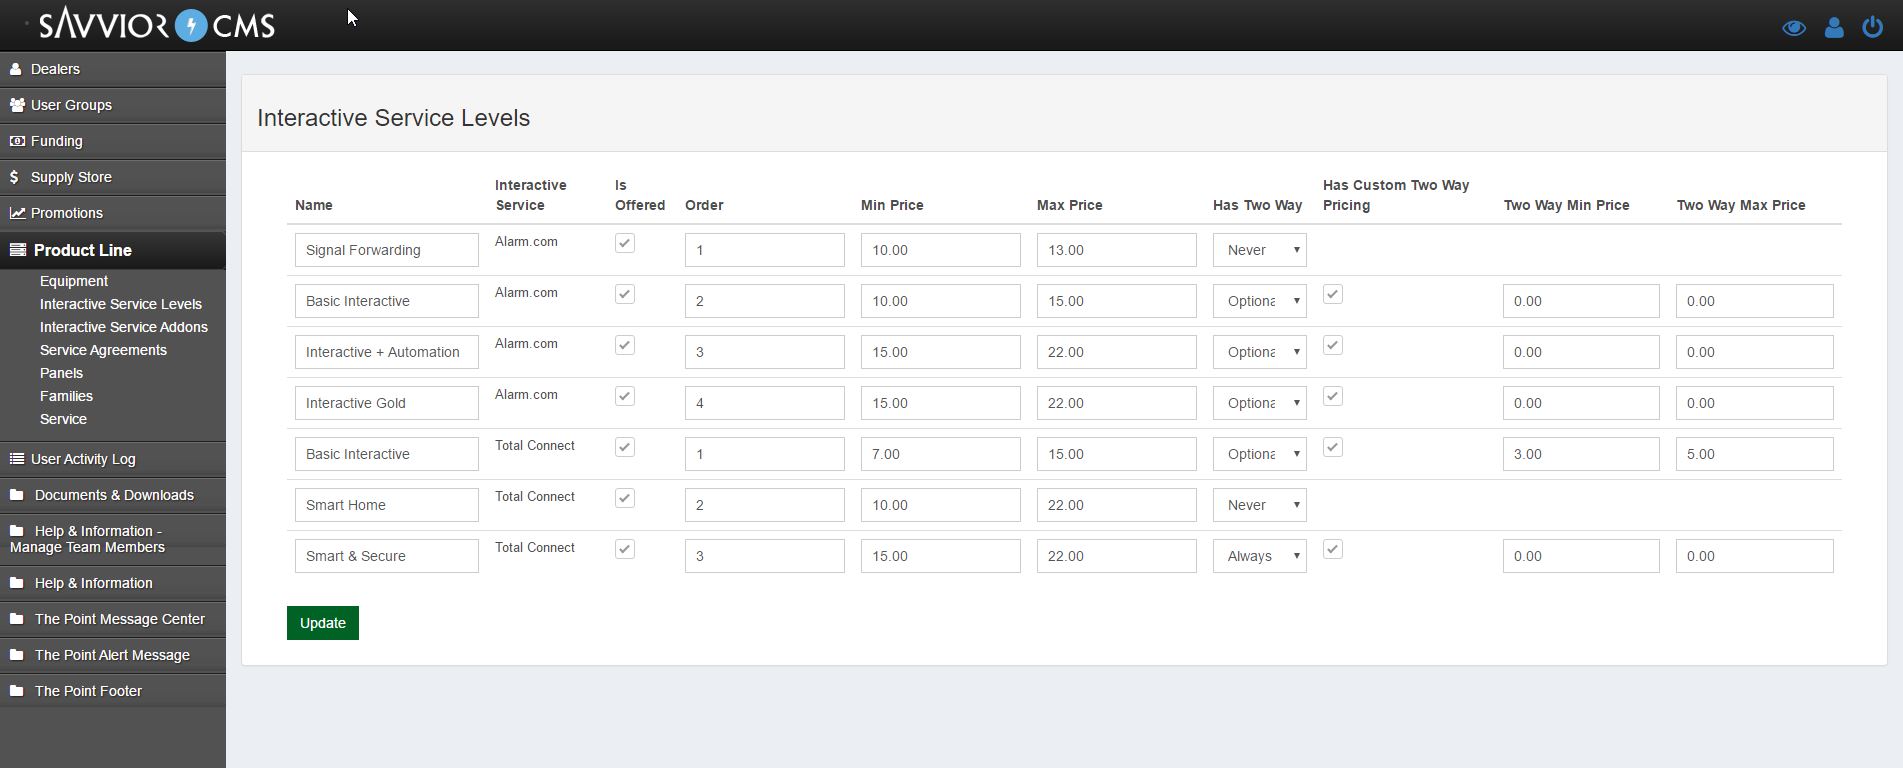 SAVVIOR CMS
Dealers
User Groups
Funding
Supply Store
Promotions
Product Line
Equipment
Interactive Service Levels
Interactive Service Addons
Service Agreements
Panels
Families
Service
User Activity Log
Documents & Downloads
Help & Information -
Manage Team Members
Help & Information
The Point Message Center
The Point Alert Message
The Point Footer
Interactive Service Levels
Name Interactive Service Is Offered Order Min Price Max Price Has Two Way Has Custom Two Way Pricing Two Way Min Price Two Way Max Price
Signal Forwarding Alarm.com 1 10.00 13.00 Never
Basic Interactive Alarm.com 2 10.00 15.00 Optiona 0.00 0.00
Interactive + Automation Alarm.com 3 15.00 22.00 Optiona 0.00 0.00
Interactive Gold Alarm.com 4 15.00 22.00 Optiona 0.00 0.00
Basic Interactive Total Connect 1 7.00 15.00 Optiona 3.00 5.00
Smart Home Total Connect 2 10.00 22.00 Never
Smart & Secure Total Connect 3 15.00 22.00 Always 0.00 0.00
Update